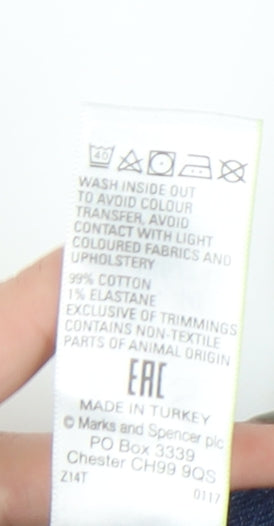 40
WASH INSIDE OUT
TO AVOID COLOUR
TRANSFER, AVOID
CONTACT WITH LIGHT
COLOURED FABRICS AND
UPHOLSTERY
99% COTTON
1% ELASTANE
EXCLUSIVE OF TRIMMINGS
CONTAINS NON-TEXTILE
PARTS OF ANIMAL ORIGIN
EAC
MADE IN TURKEY
© Marks and Spencer plc
PO Box 3339
Chester CH99 9QS
Z14T 0117